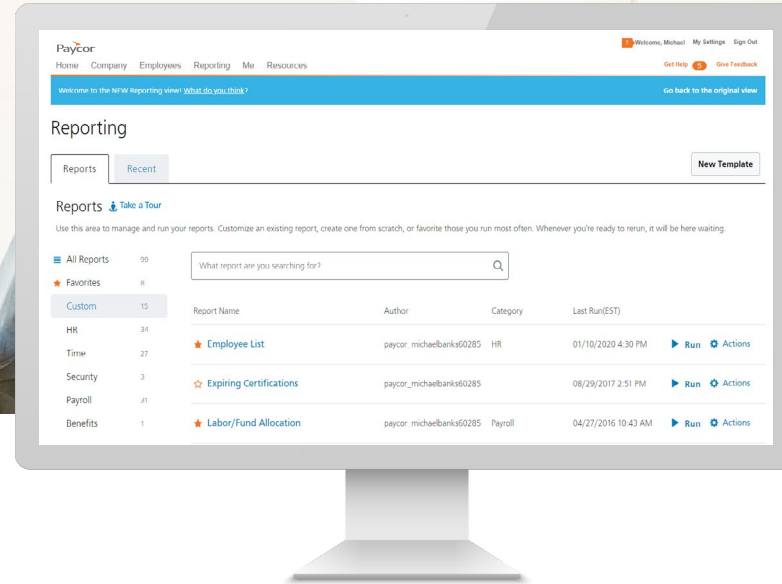 Paycor
? Welcome, Michael My Settings Sign Out
Home Company Employees Reporting Me Resources
Get Help 5 Give Feedback
Welcome to the NEW Reporting view! What do you think? Go back to the original view
Reporting
Reports Recent New Template
Reports Take a Tour
Use this area to manage and run your reports. Customize an existing report, create one from scratch, or favorite those you run most often. Whenever you're ready to rerun, it will be here waiting.
All Reports 99
Favorites
Custom 15
HR 34
Time 27
Security 3
Payroll 31
Benefits 1
What report are you searching for?
Report Name Author Category Last Run(EST)
Employee List paycor_michaelbanks60285 HR 01/10/2020 4:30 PM Run Actions
Expiring Certifications paycor_michaelbanks60285 08/29/2017 2:51 PM Run Actions
Labor/Fund Allocation paycor_michaelbanks60285 Payroll 04/27/2016 10:43 AM Run Actions